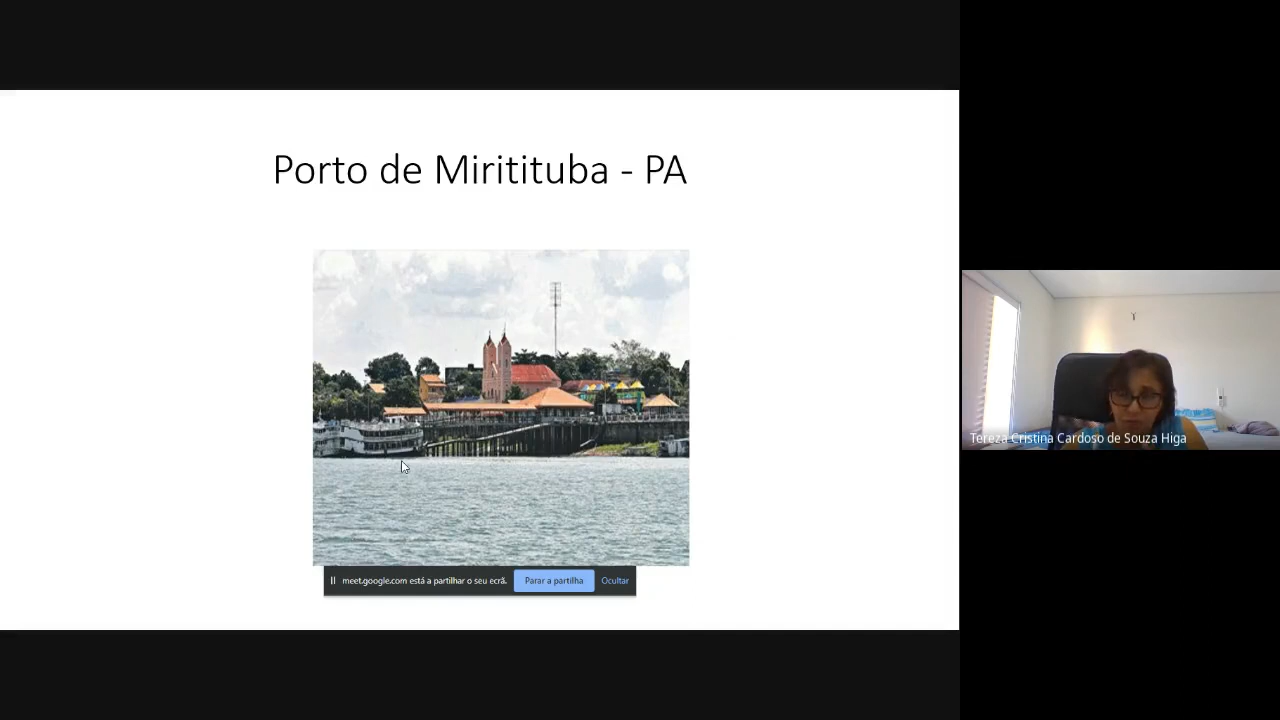 Porto de Miritituba - PA
meet.google.com está a partilhar o seu ecrã. Parar a partilha Ocultar
Tereza Cristina Cardoso de Souza Higa